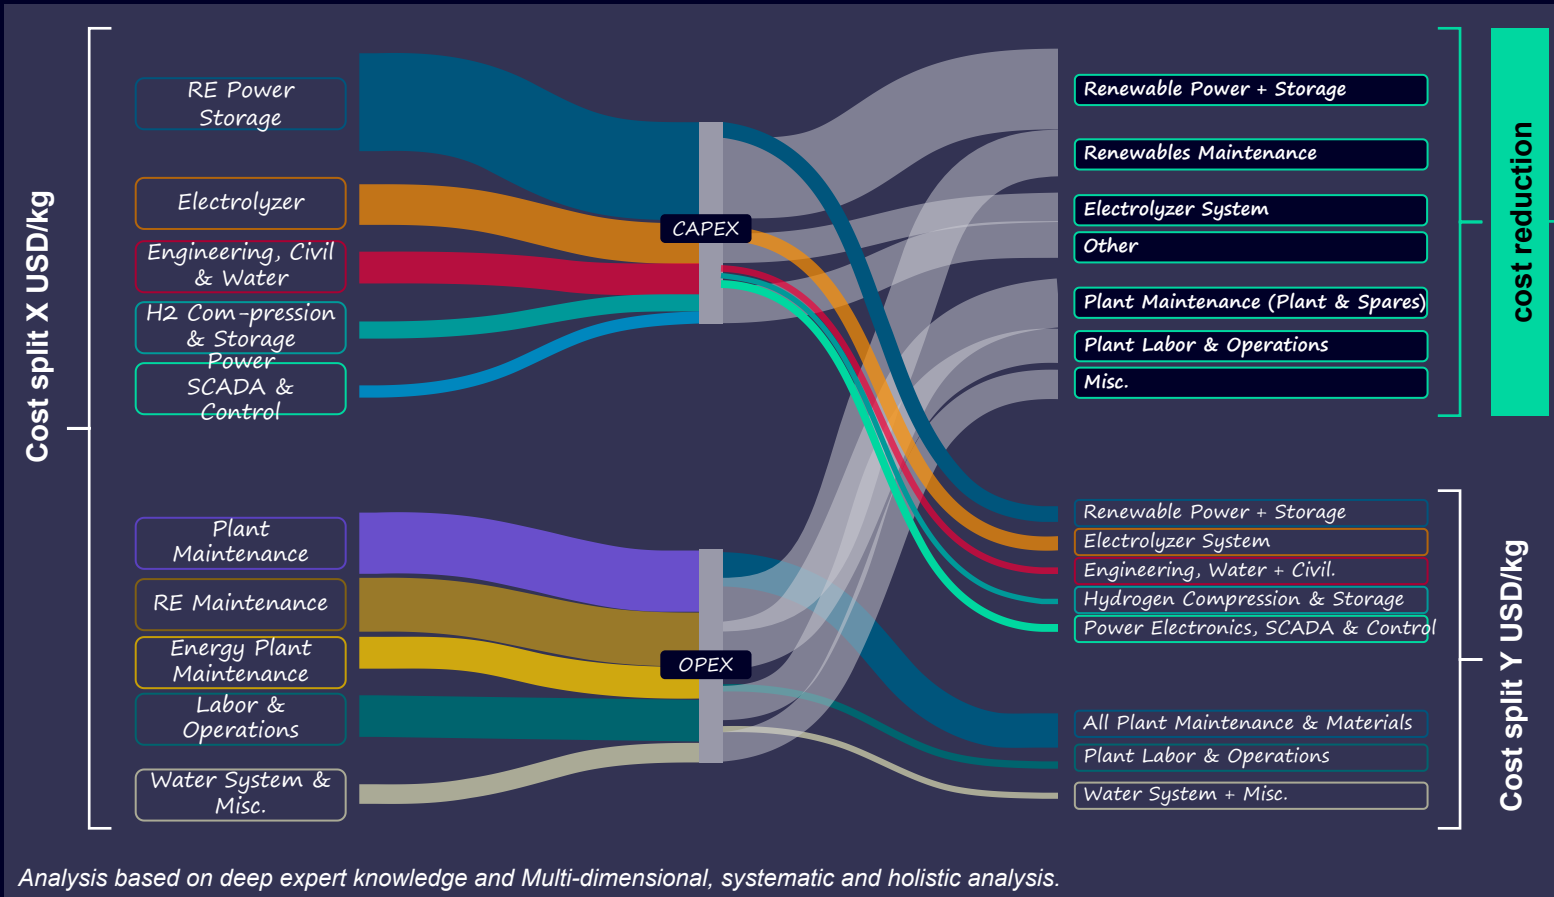 Cost split X USD/kg
RE Power
Storage
Electrolyzer
Engineering, Civil
& Water
H2 Com-pression
& Storage
Power
SCADA &
Control
Plant
Maintenance
RE Maintenance
Energy Plant
Maintenance
Labor &
Operations
Water System &
Misc.
CAPEX
OPEX
Renewable Power + Storage
Renewables Maintenance
Electrolyzer System
Other
Plant Maintenance (Plant & Spares)
Plant Labor & Operations
Misc.
cost reduction
Renewable Power + Storage
Electrolyzer System
Engineering, Water + Civil.
Hydrogen Compression & Storage
Power Electronics, SCADA & Control
All Plant Maintenance & Materials
Plant Labor & Operations
Water System + Misc.
Cost split Y USD/kg
Analysis based on deep expert knowledge and Multi-dimensional, systematic and holistic analysis.